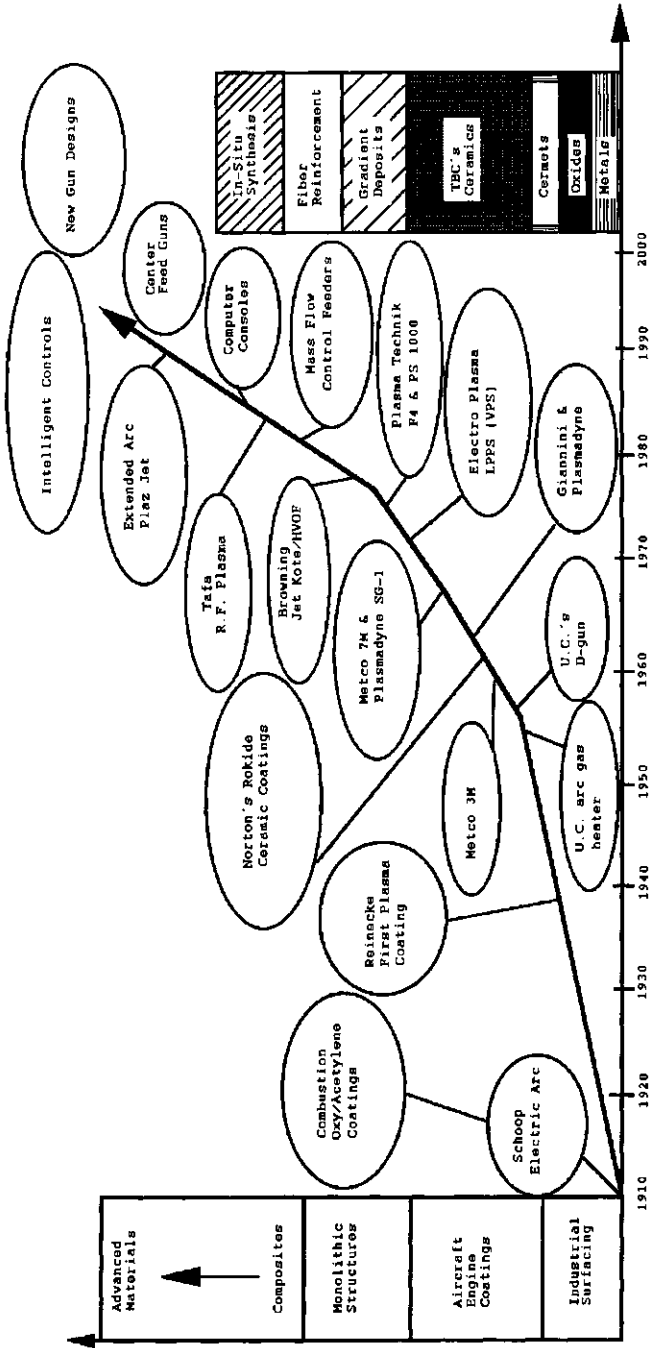 Advanced
Materials
Composites
Monolithic
Structures
Aircraft
Engine
Coatings
Industrial
Surfacing
Combustion
Oxy/Acetylene
Coatings
Schoop
Electric Arc
Reinecke
First Plasma
Coating
Norton's Rokide
Ceramic Coatings
Metco 3M
U.C. arc gas
heater
U.C.'s
D-gun
Metco 7M &
Plasmadyne SG-1
Browning
Jet Kote/HVOF
Tafa
R.F. Plasma
Extended Arc
Plaz Jet
Intelligent Controls
New Gun Designs
Center
Feed Guns
Computer
Consoles
Mass Flow
Control Feeders
Plasma Technik
F4 & PS 1000
Electro Plasma
LPPS (VPS)
Giannini &
Plasmadyne
In-Situ
Synthesis
Fiber
Reinforcement
Gradient
Deposits
TBC's
Ceramics
Cermets
Oxides
Metals
1910
1920
1930
1940
1950
1960
1970
1980
1990
2000